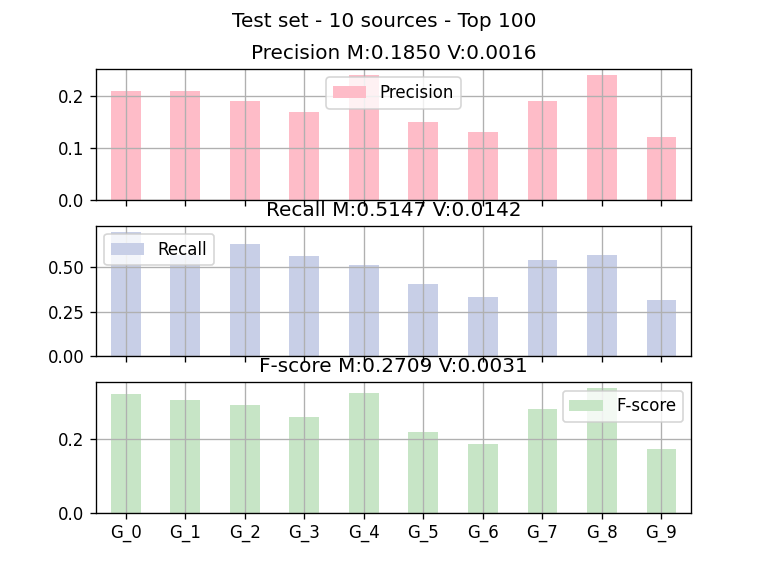 Test set - 10 sources - Top 100
Precision M:0.1850 V:0.0016
0.2
Precision
0.1
0.0
Recall M:0.5147 V:0.0142
Recall
0.50
0.25
0.00
F-score M:0.2709 V:0.0031
F-score
0.2
0.0
G_0 G_1 G_2 G_3 G_4 G_5 G_6 G_7 G_8 G_9